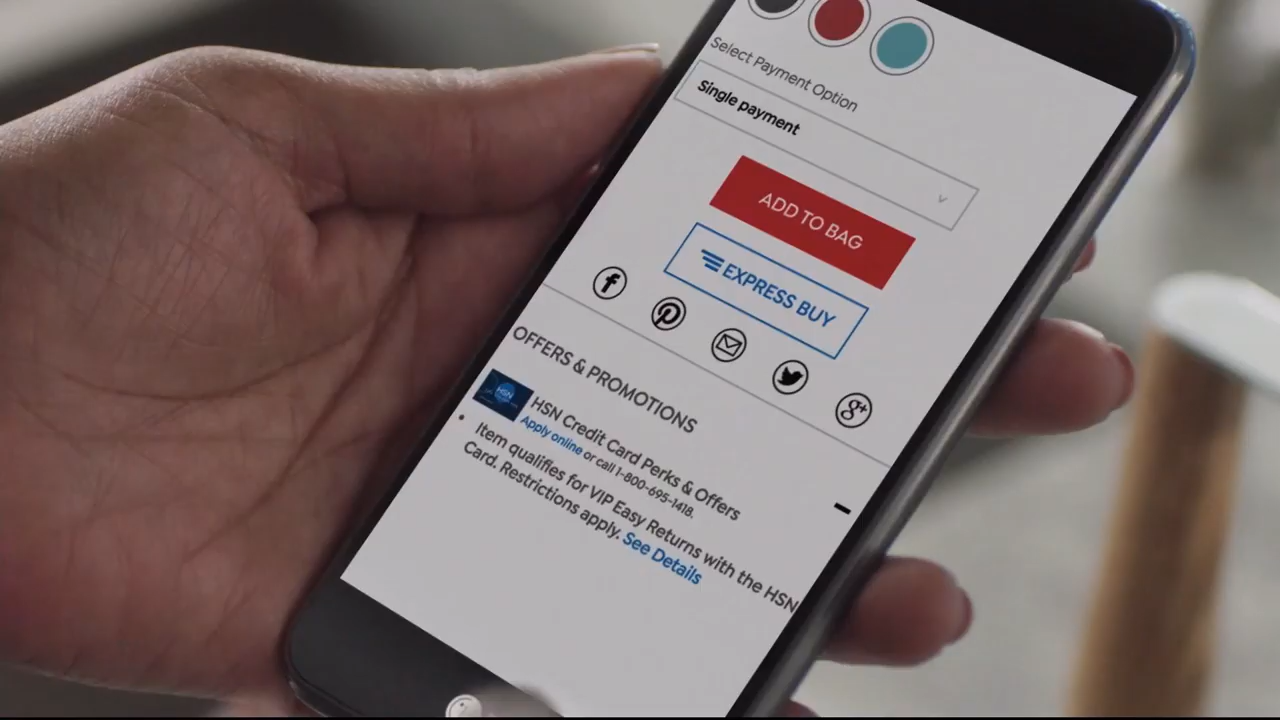 Select Payment Option
Single payment
ADD TO BAG
EXPRESS BUY
OFFERS & PROMOTIONS
HSN
HSN Credit Card Perks & Offers
Apply online or call 1-800-695-1418.
Item qualifies for VIP Easy Returns with the HSN
Card. Restrictions apply. See Details